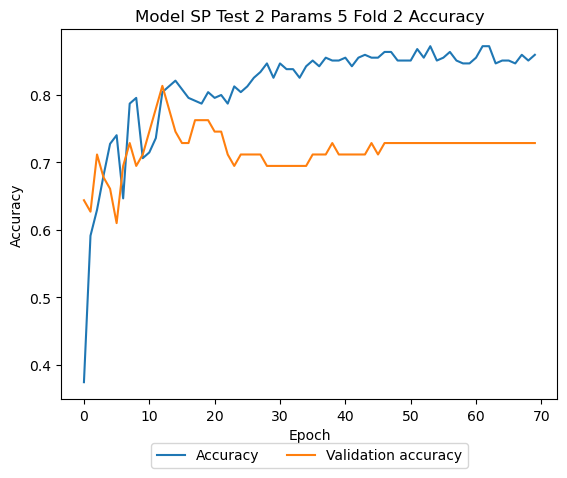 Model SP Test 2 Params 5 Fold 2 Accuracy
Accuracy
0.8
0.7
0.6
0.5
0.4
0 10 20 30 40 50 60 70
Epoch
Accuracy Validation accuracy